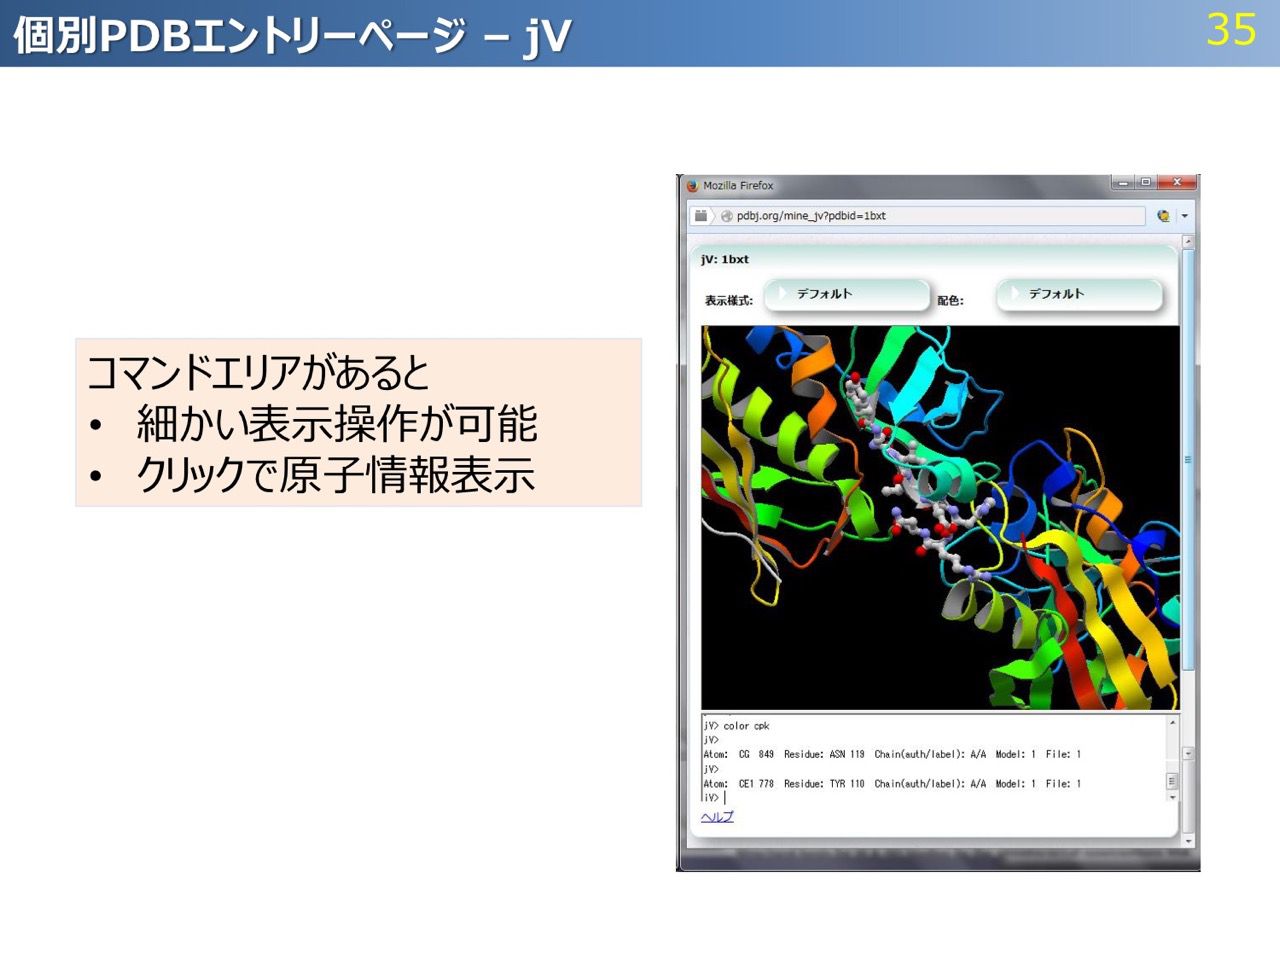 個別PDBエントリーページ – jV
35
コマンドエリアがあると
• 細かい表示操作が可能
• クリックで原子情報表示
Mozilla Firefox
pdbj.org/mine_jv?pdbid=1bxt
jV: 1bxt
表示様式: デフォルト 配色: デフォルト
jV> color cpk
jV>
Atom: CG 849 Residue: ASN 119 Chain(auth/label): A/A Model: 1 File: 1
jV>
Atom: CE1 778 Residue: TYR 110 Chain(auth/label): A/A Model: 1 File: 1
jV>
ヘルプ